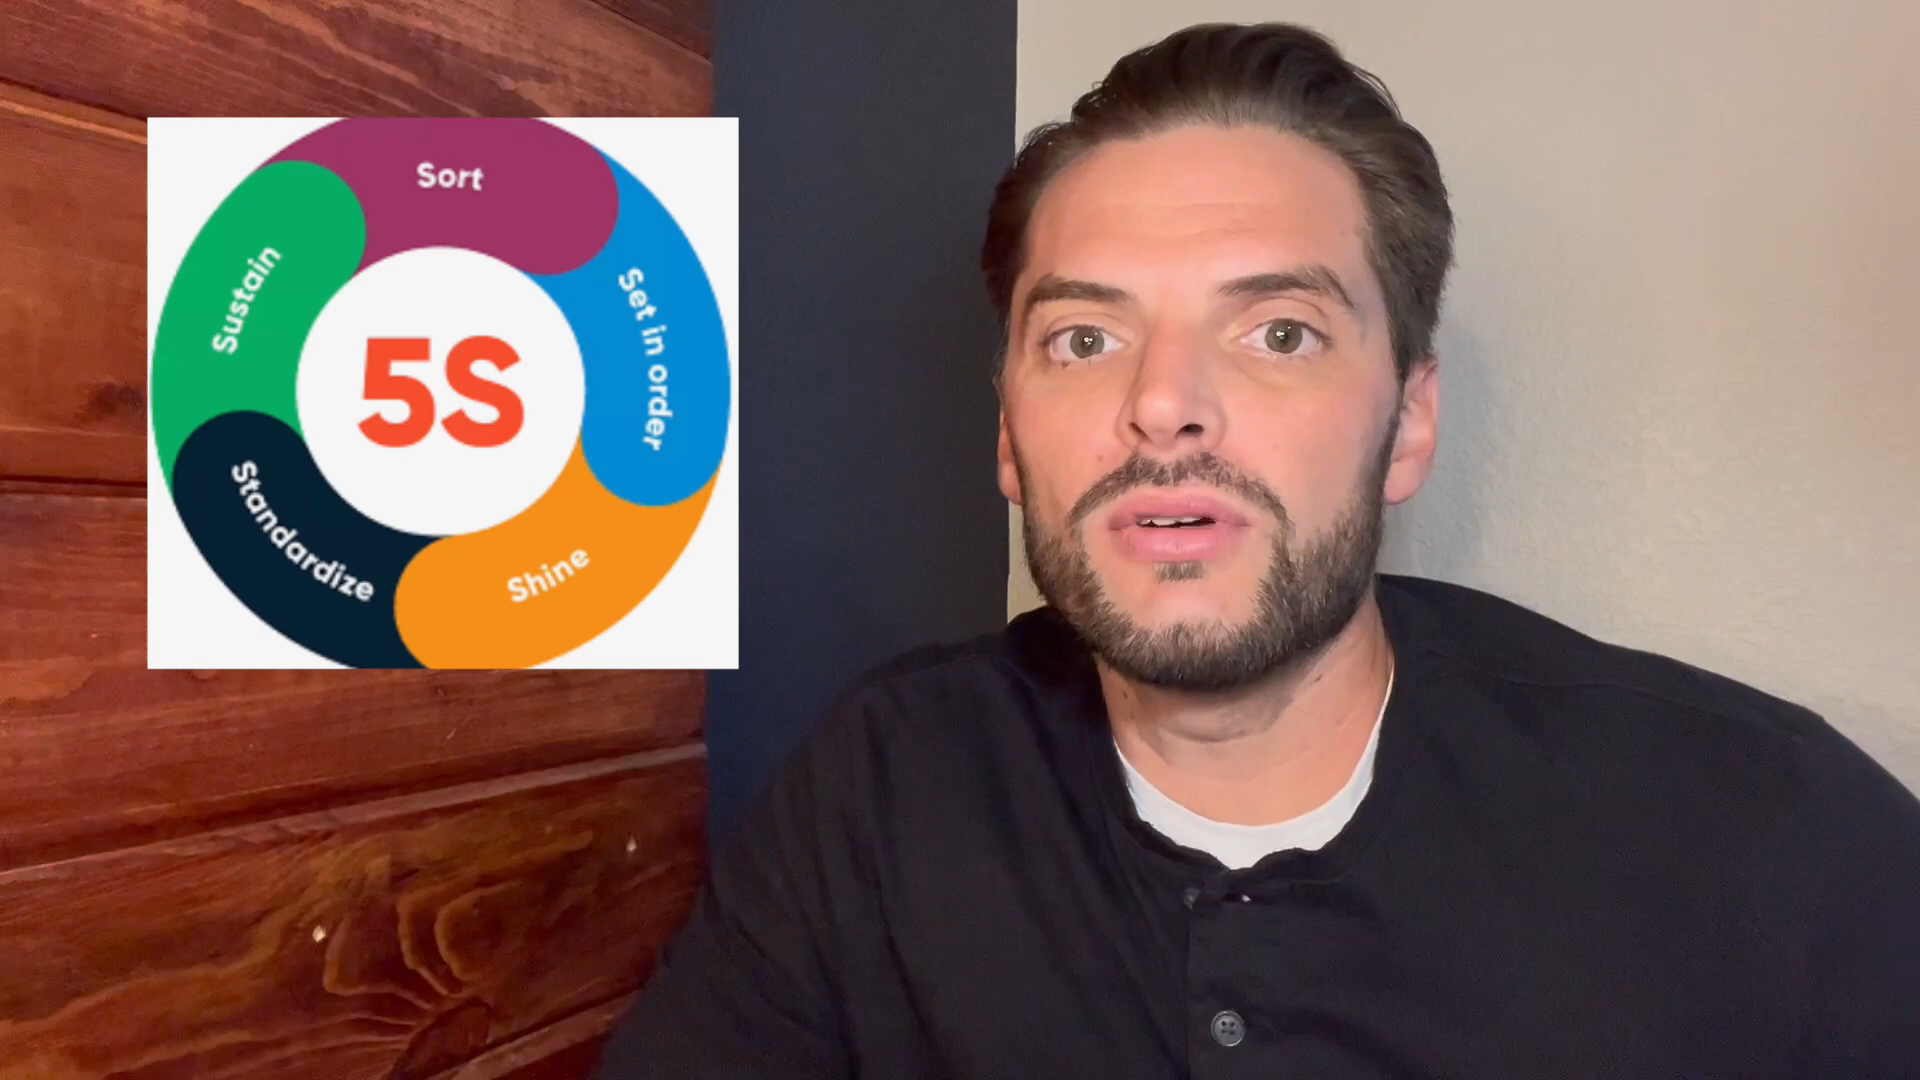 Sort
Set in order
Shine
Standardize
Sustain
5S